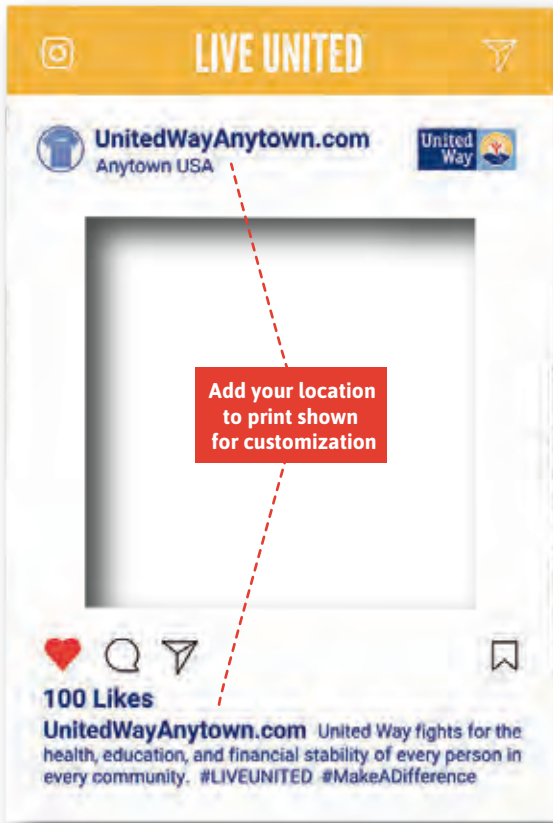 LIVE UNITED
UnitedWayAnytown.com
Anytown USA
United
Way
Add your location
to print shown
for customization
100 Likes
UnitedWayAnytown.com United Way fights for the
health, education, and financial stability of every person in
every community. #LIVEUNITED #MakeADifference